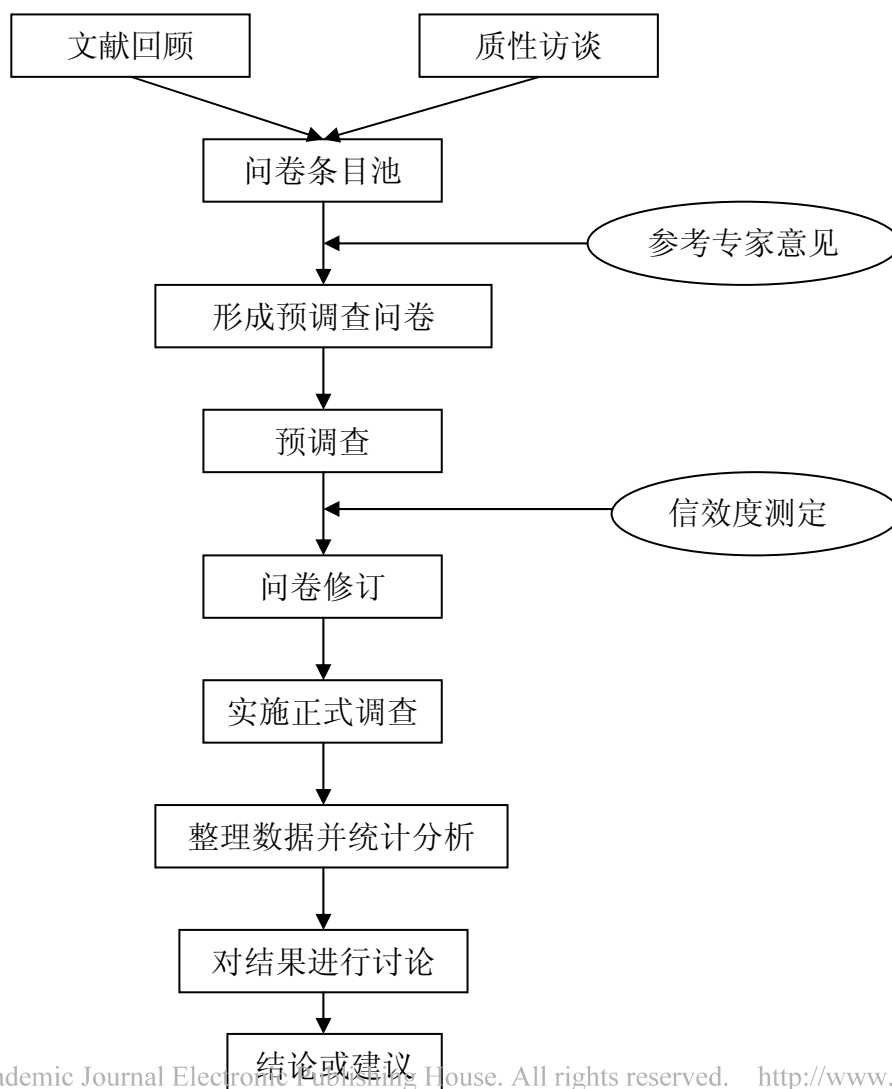 文献回顾
质性访谈
问卷条目池
参考专家意见
形成预调查问卷
预调查
信效度测定
问卷修订
实施正式调查
整理数据并统计分析
对结果进行讨论
结论或建议
ademic Journal Electronic Publishing House. All rights reserved. http://www.